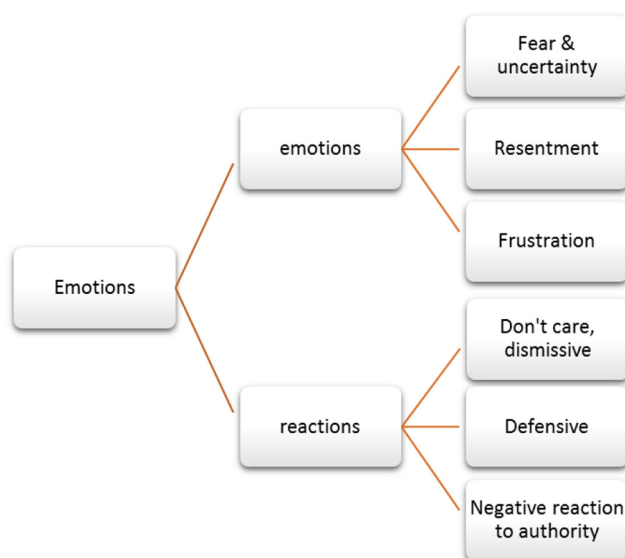 Fear &
uncertainty
emotions
Resentment
Frustration
Emotions
Don't care,
dismissive
reactions
Defensive
Negative reaction
to authority